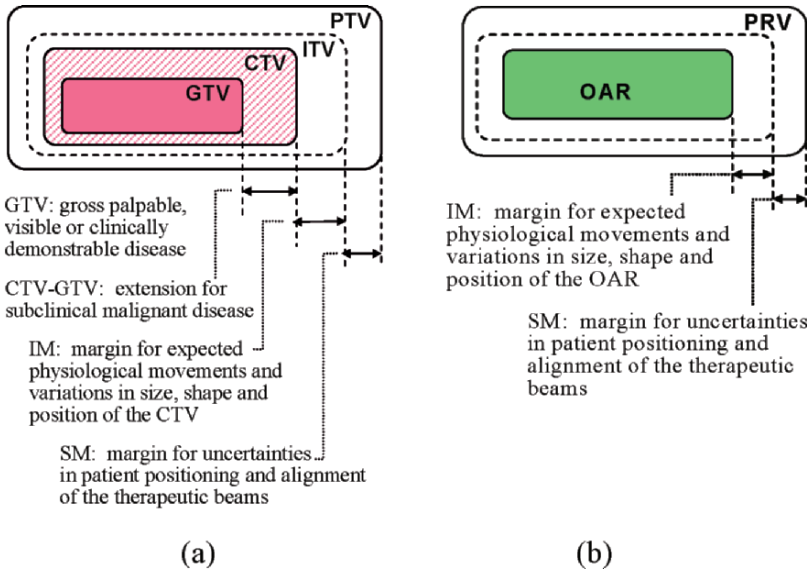 PTV
ITV
CTV
GTV
GTV: gross palpable,
visible or clinically
demonstrable disease
CTV-GTV: extension for
subclinical malignant disease
IM: margin for expected
physiological movements and
variations in size, shape and
position of the CTV
SM: margin for uncertainties
in patient positioning and alignment
of the therapeutic beams
(a)
PRV
OAR
IM: margin for expected
physiological movements and
variations in size, shape and
position of the OAR
SM: margin for uncertainties
in patient positioning and
alignment of the therapeutic
beams
(b)